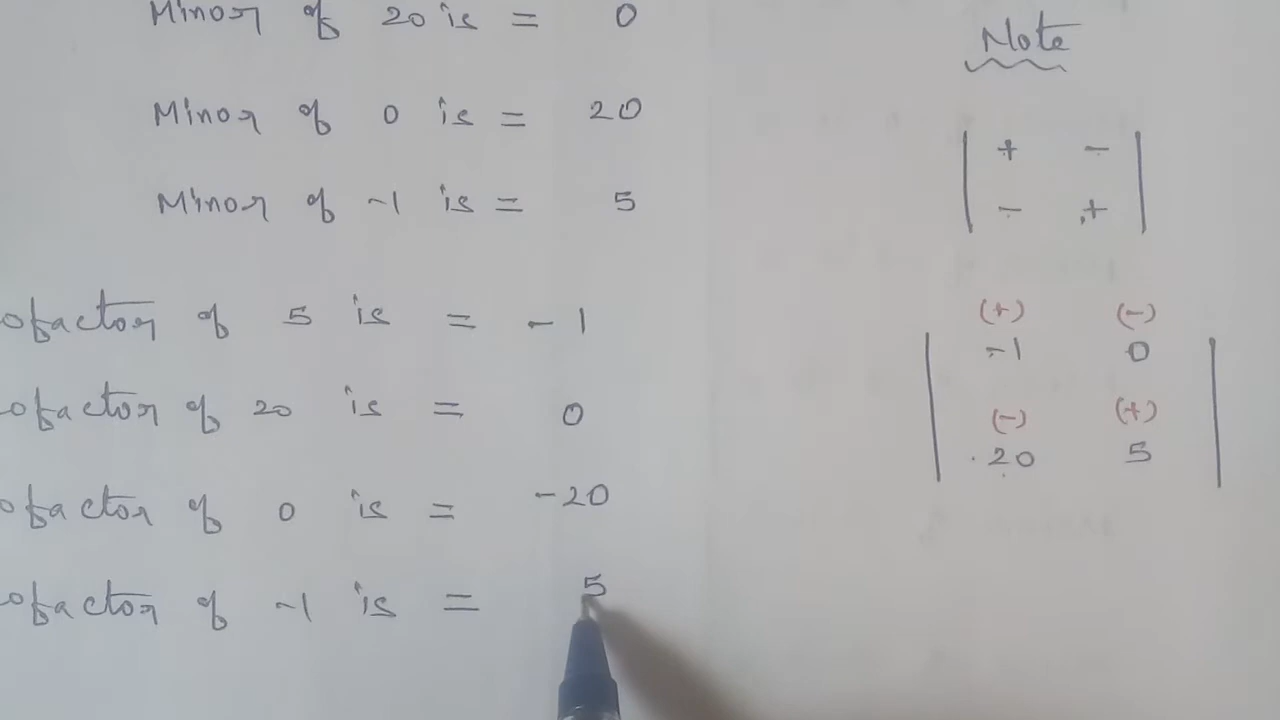 Minor of 20 is = 0
Minor of 0 is = 20
Minor of -1 is = 5
ofactor of 5 is = -1
ofactor of 20 is = 0
ofactor of 0 is = -20
ofactor of -1 is = 5
Note
+ -
- +
(+) (-)
-1 0
(-) (+)
20 5